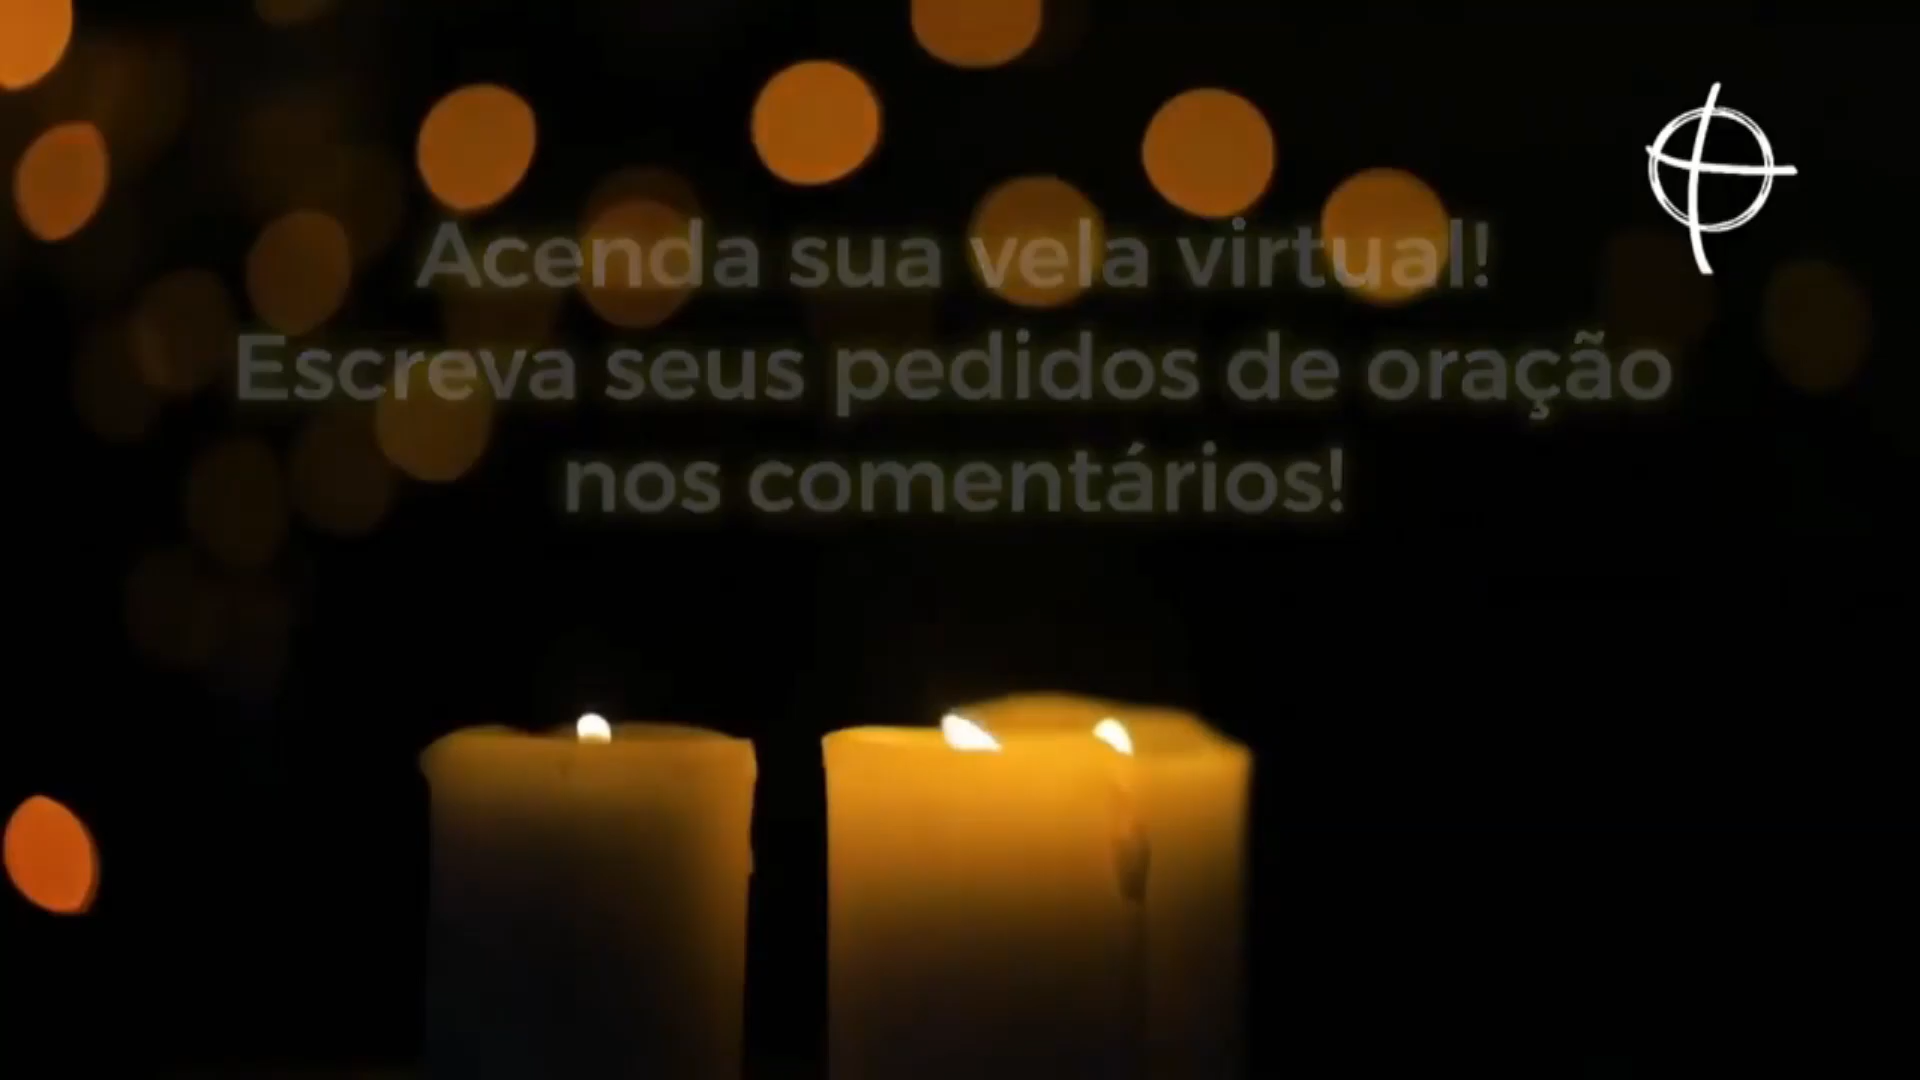 Acenda sua vela virtual!
Escreva seus pedidos de oração
nos comentários!